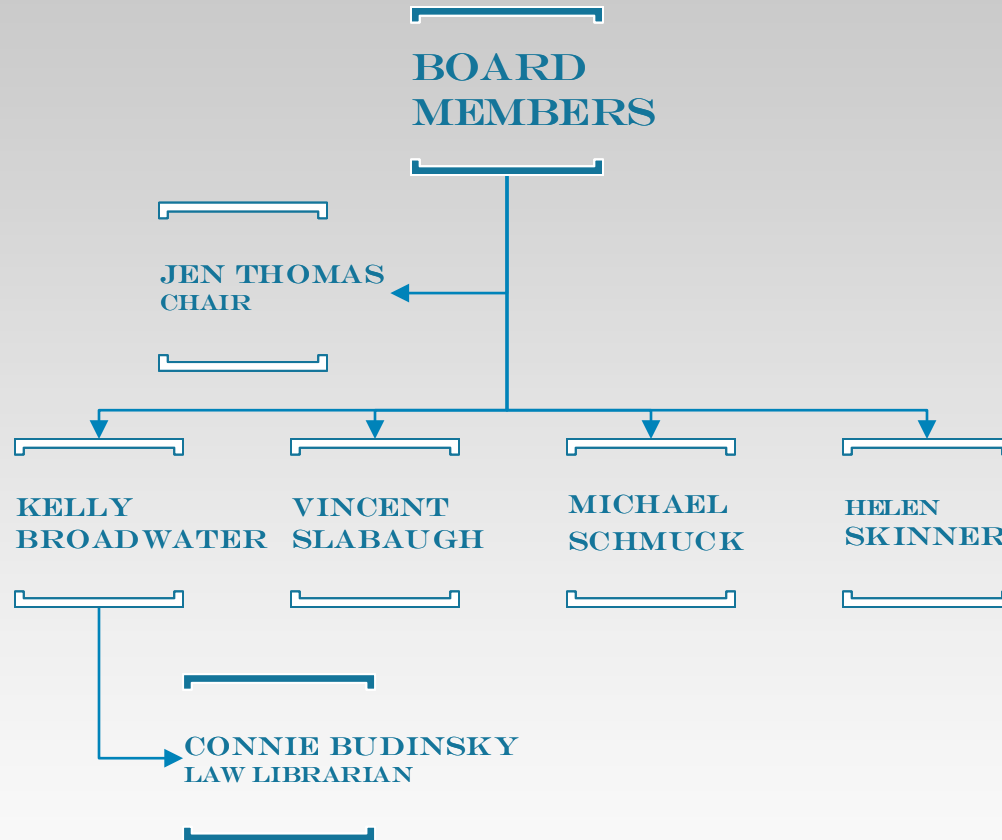 BOARD
MEMBERS
JEN THOMAS
CHAIR
KELLY
BROADWATER
VINCENT
SLABAUGH
MICHAEL
SCHMUCK
HELEN
SKINNER
CONNIE BUDINSKY
LAW LIBRARIAN